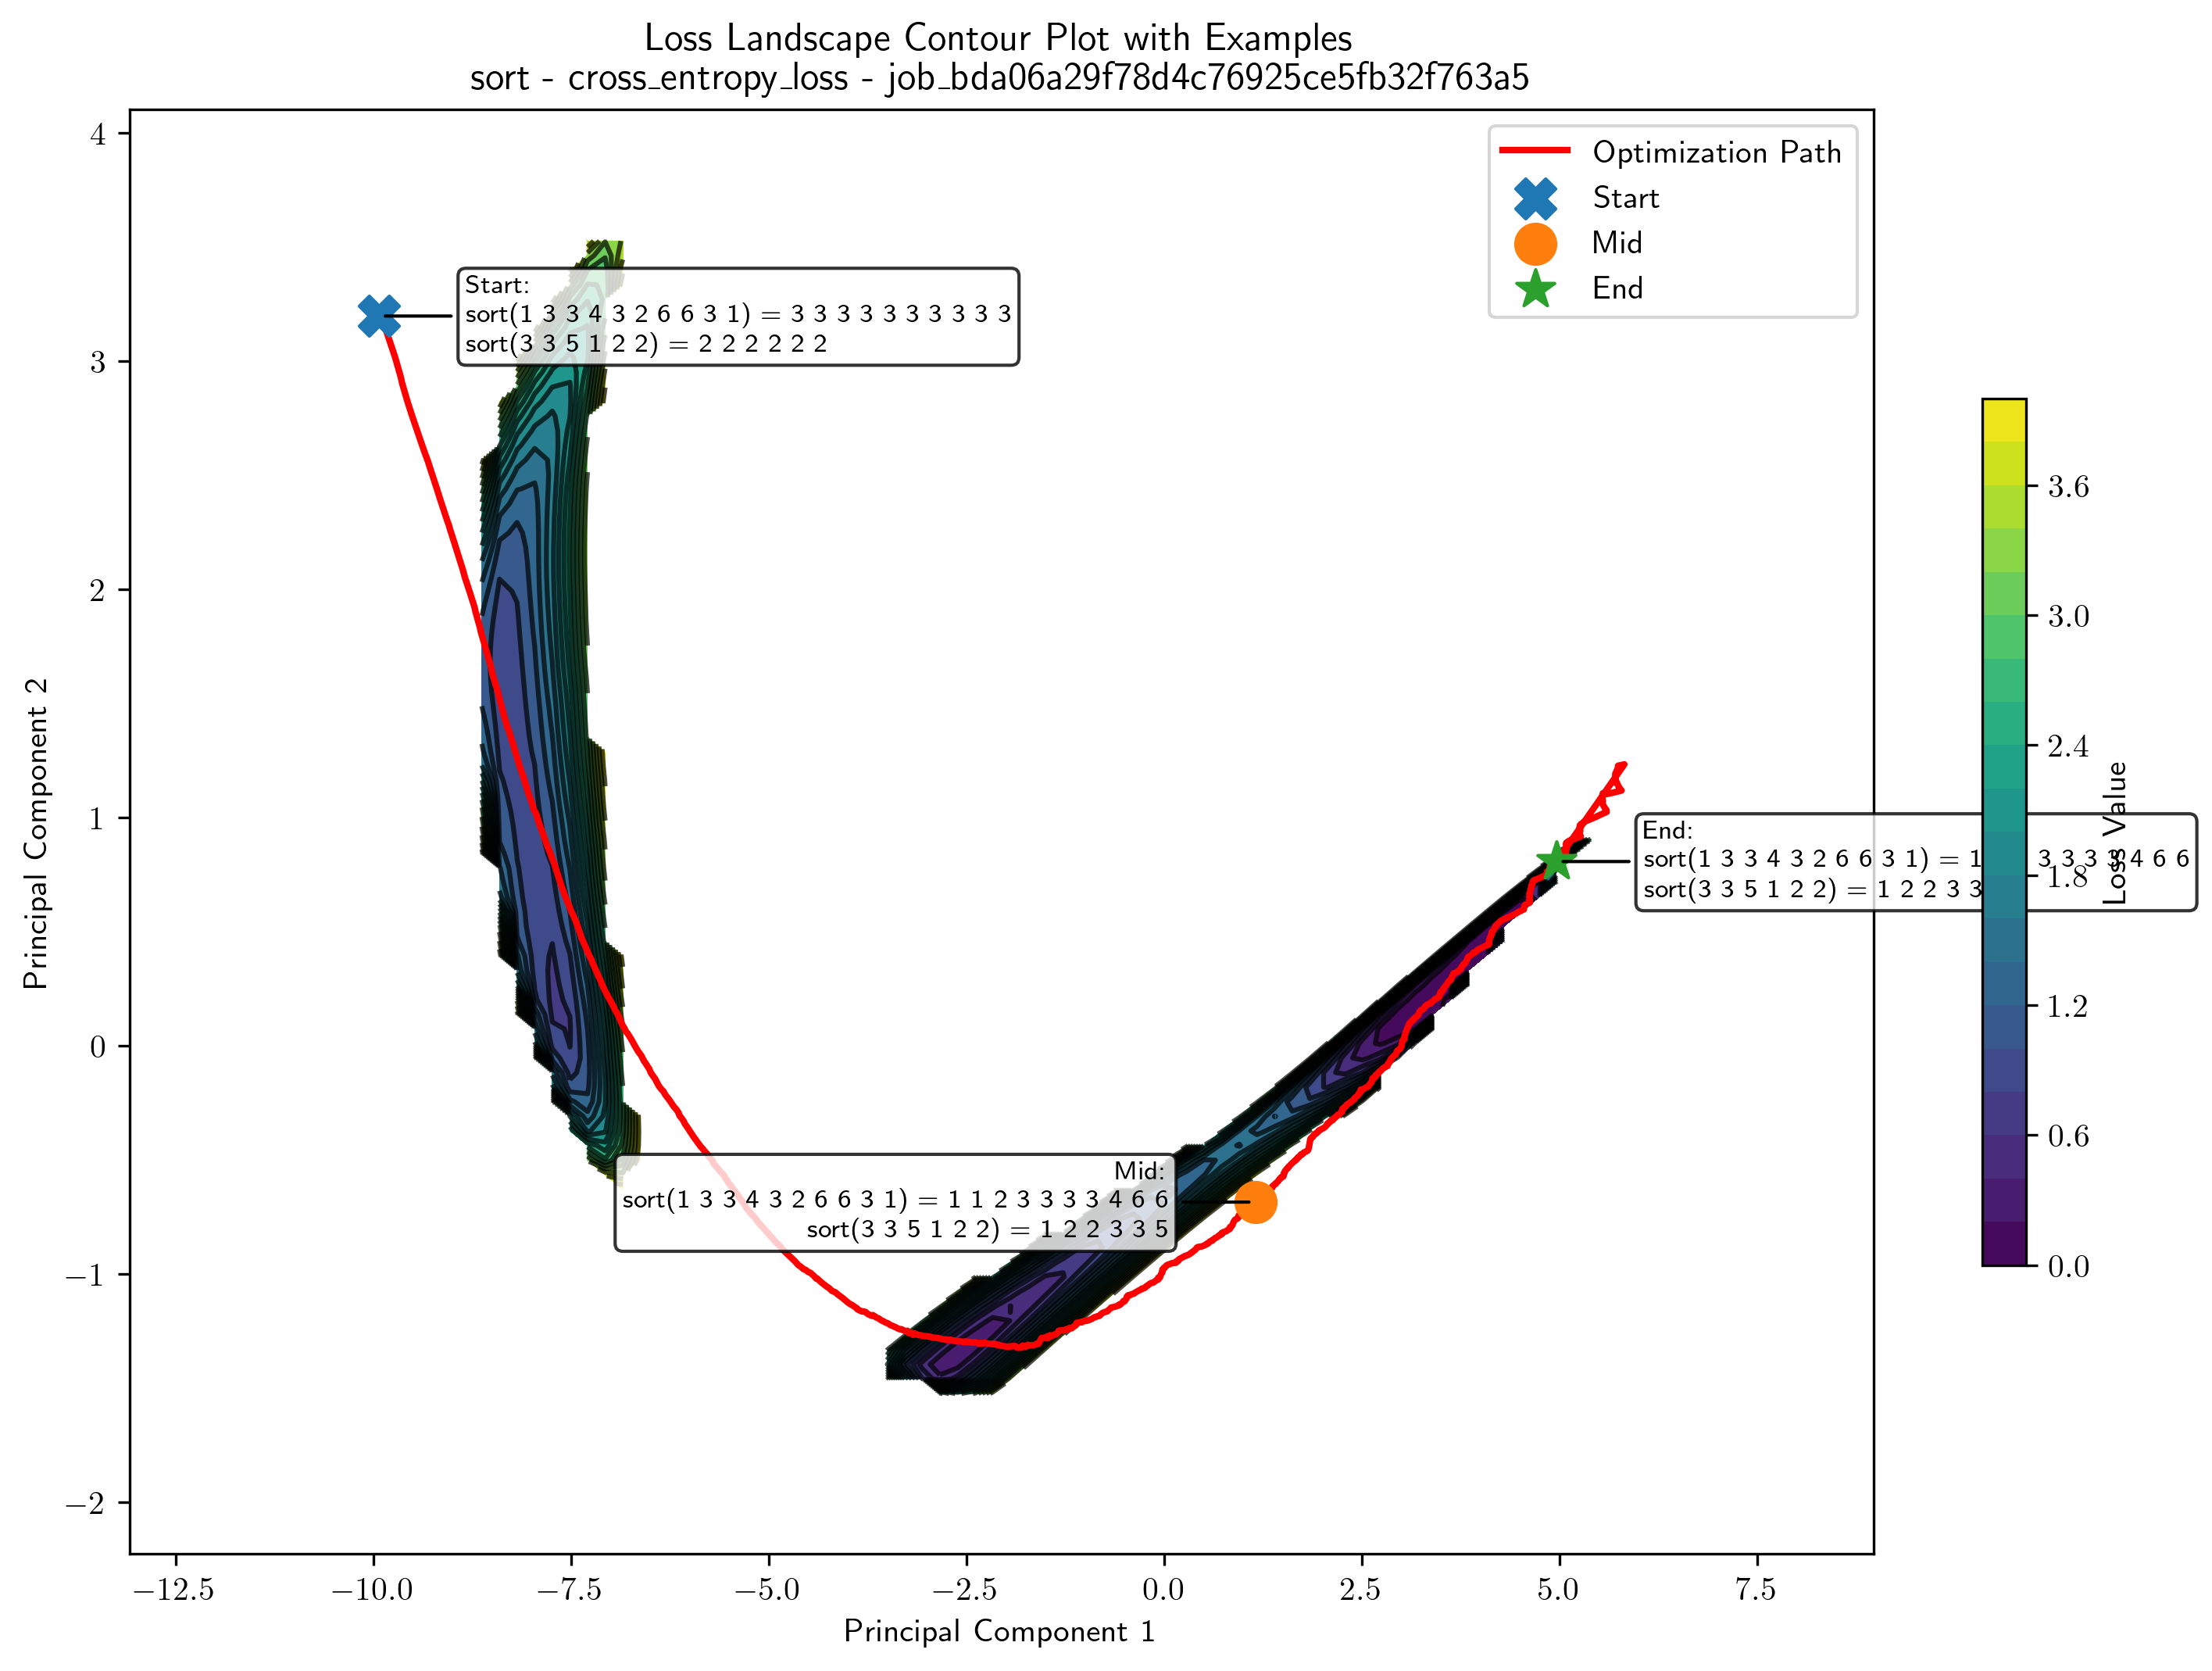 Loss Landscape Contour Plot with Examples
sort - cross_entropy_loss - job_bda06a29f78d4c76925ce5fb32f763a5
Optimization Path
Start
Mid
End
Start:
sort(1 3 3 4 3 2 6 6 3 1) = 3 3 3 3 3 3 3 3 3 3
sort(3 3 5 1 2 2) = 2 2 2 2 2 2
End:
sort(1 3 3 4 3 2 6 6 3 1) = 1 3 3 3 3 4 6 6
sort(3 3 5 1 2 2) = 1 2 2 3 3
Mid:
sort(1 3 3 4 3 2 6 6 3 1) = 1 1 2 3 3 3 3 4 6 6
sort(3 3 5 1 2 2) = 1 2 2 3 3 5
4
3
2
1
0
−1
−2
Principal Component 2
−12.5 −10.0 −7.5 −5.0 −2.5 0.0 2.5 5.0 7.5
Principal Component 1
3.6
3.0
2.4
1.8
1.2
0.6
0.0
Loss Value